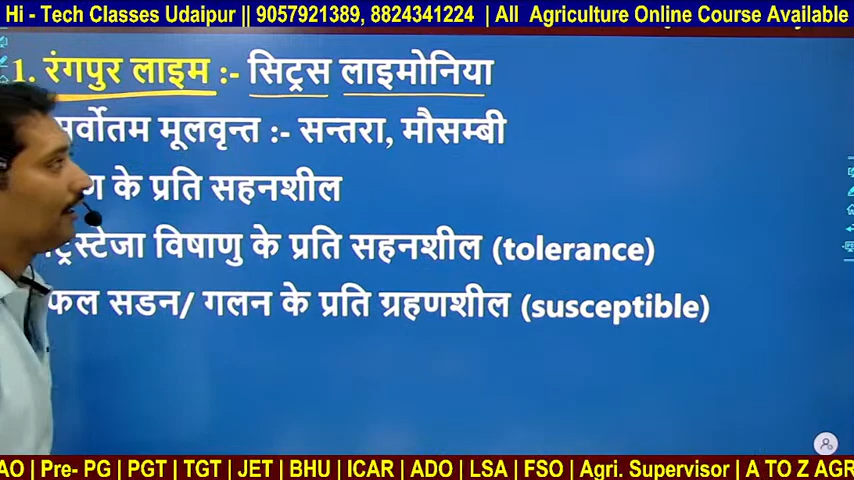 Hi - Tech Classes Udaipur || 9057921389, 8824341224 | All Agriculture Online Course Available
1. रंगपुर लाइम :- सिट्रस लाइमोनिया
मूलवृन्त :- सन्तरा, मौसम्बी
के प्रति सहनशील
विषाणु के प्रति सहनशील (tolerance)
फल सडन/ गलन के प्रति ग्रहणशील (susceptible)
AO | Pre- PG | PGT | TGT | JET | BHU | ICAR | ADO | LSA | FSO | Agri. Supervisor | A TO Z AGR